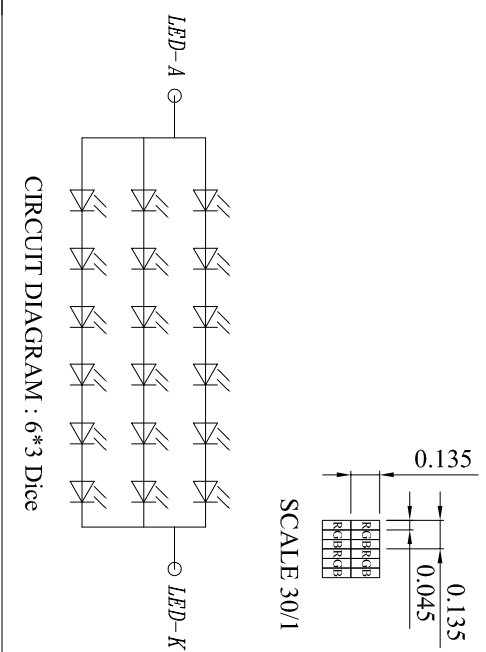 LED-A
LED-K
CIRCUIT DIAGRAM : 6*3 Dice
0.135
RGBRGB
RGBRGB
0.045
0.135
SCALE 30/1